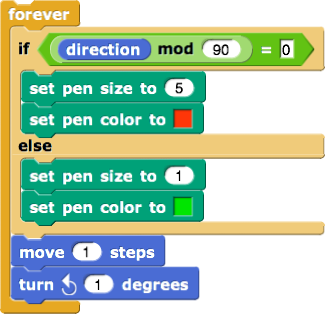 forever
if direction mod 90 = 0
set pen size to 5
set pen color to
else
set pen size to 1
set pen color to
move 1 steps
turn 1 degrees